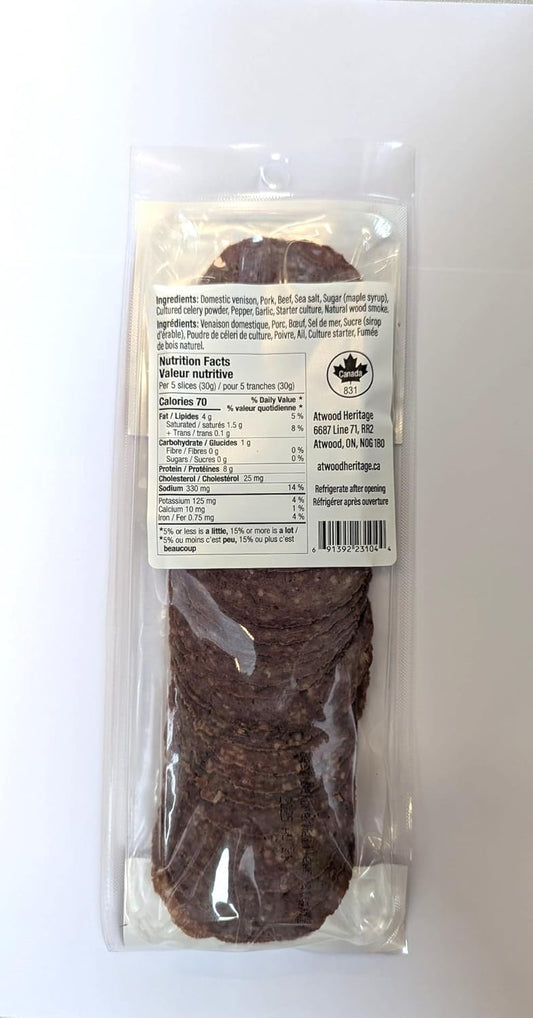 Ingredients: Domestic venison, Pork, Beef, Sea salt, Sugar (maple syrup),
Cultured celery powder, Pepper, Garlic, Starter culture, Natural wood smoke.
Ingrédients: Venaison domestique, Porc, Bœuf, Sel de mer, Sucre (sirop
d'érable), Poudre de céleri de culture, Poivre, Ail, Culture starter, Fumée
de bois naturel.
Nutrition Facts
Valeur nutritive
Per 5 slices (30g) / pour 5 tranches (30g)
Calories 70
% Daily Value *
% valeur quotidienne *
Fat / Lipides 4 g 5 %
Saturated / saturés 1.5 g
+ Trans / trans 0.1 g 8 %
Carbohydrate / Glucides 1 g
Fibre / Fibres 0 g 0 %
Sugars / Sucres 0 g 0 %
Protein / Protéines 8 g
Cholesterol / Cholestérol 25 mg
Sodium 330 mg 14 %
Potassium 125 mg 4 %
Calcium 10 mg 1 %
Iron / Fer 0.75 mg 4 %
*5% or less is a little, 15% or more is a lot /
*5% ou moins c'est peu, 15% ou plus c'est
beaucoup
Canada
831
Atwood Heritage
6687 Line 71, RR2
Atwood, ON, N0G 1B0
atwoodheritage.ca
Refrigerate after opening
Réfrigérer après ouverture
6 91392 23104 4